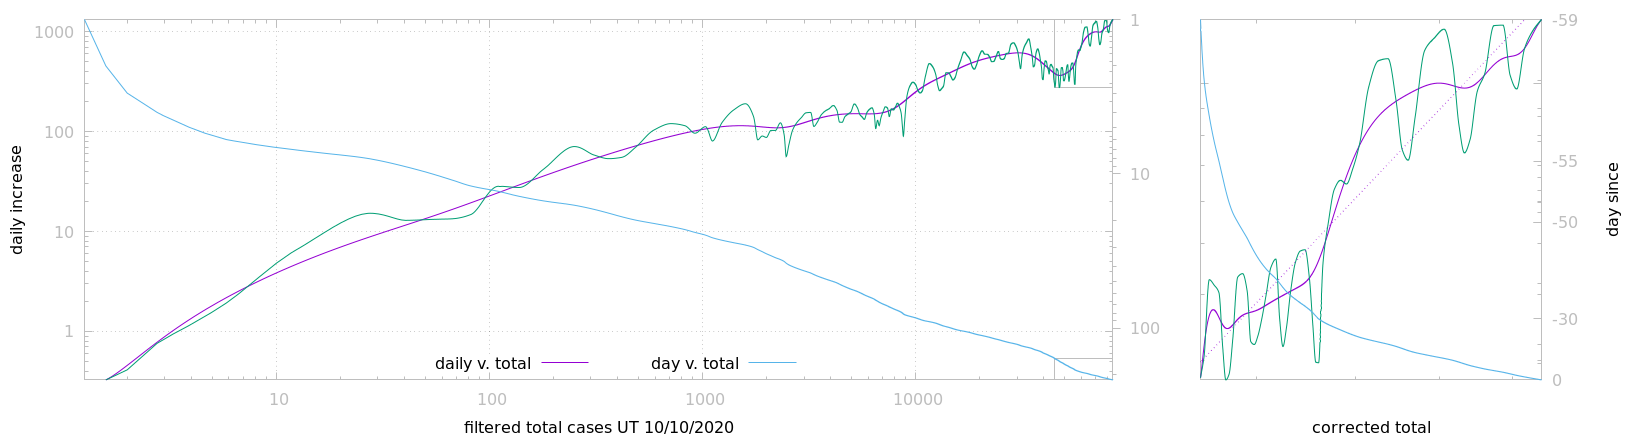 1000
100
10
1
daily increase
10
100
1000
10000
filtered total cases UT 10/10/2020
daily v. total
day v. total
1
10
100
-59
-55
-50
-30
0
day since
corrected total